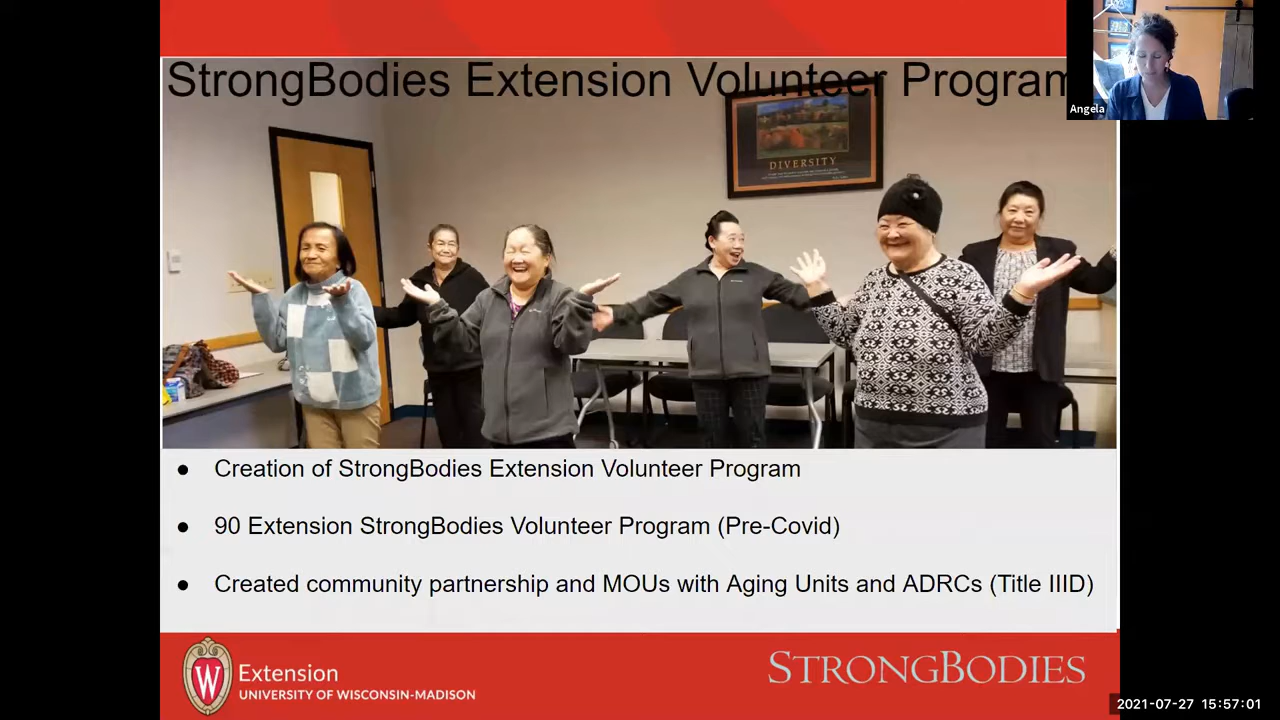 StrongBodies Extension Volunteer Program
Angela
DIVERSITY
● Creation of StrongBodies Extension Volunteer Program
● 90 Extension StrongBodies Volunteer Program (Pre-Covid)
● Created community partnership and MOUs with Aging Units and ADRCs (Title IIID)
W
Extension
UNIVERSITY OF WISCONSIN-MADISON
STRONGBODIES
2021-07-27 15:57:01